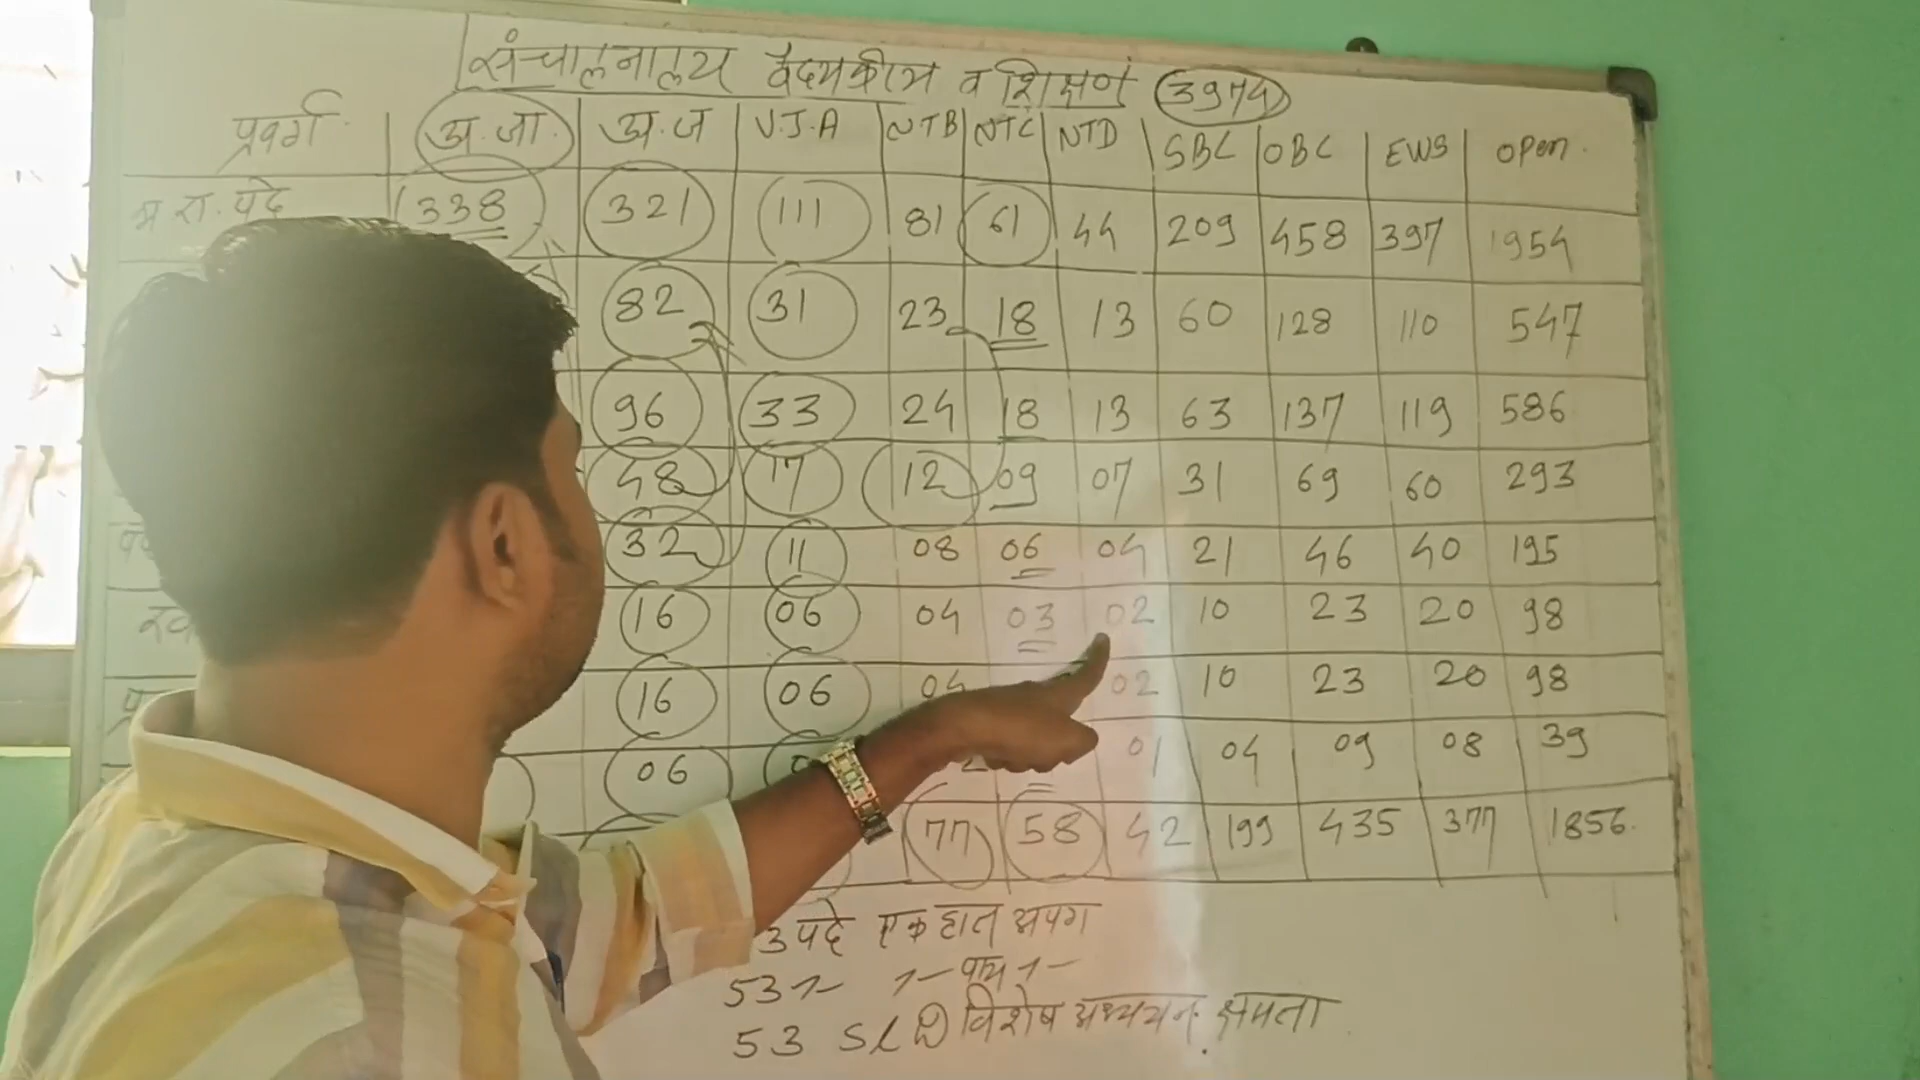 संचालनालय वैद्यकीय व शिक्षण 3974
प्रवर्ग अ.जा. अ.ज V.J.A NTB NTC NTD SBC OBC EWS OPen.
स.पदे 338 321 111 81 61 44 209 458 397 1954
82 31 23 18 13 60 128 110 547
96 33 24 18 13 63 137 119 586
48 17 12 09 07 31 69 60 293
32 11 08 06 04 21 46 40 195
16 06 04 03 02 10 23 20 98
16 06 04 02 10 23 20 98
06 01 04 09 08 39
77 58 42 199 435 377 1856.
3 पदे एक हात अपग
53 पाय
53 SLD विशेष अध्ययन क्षमता